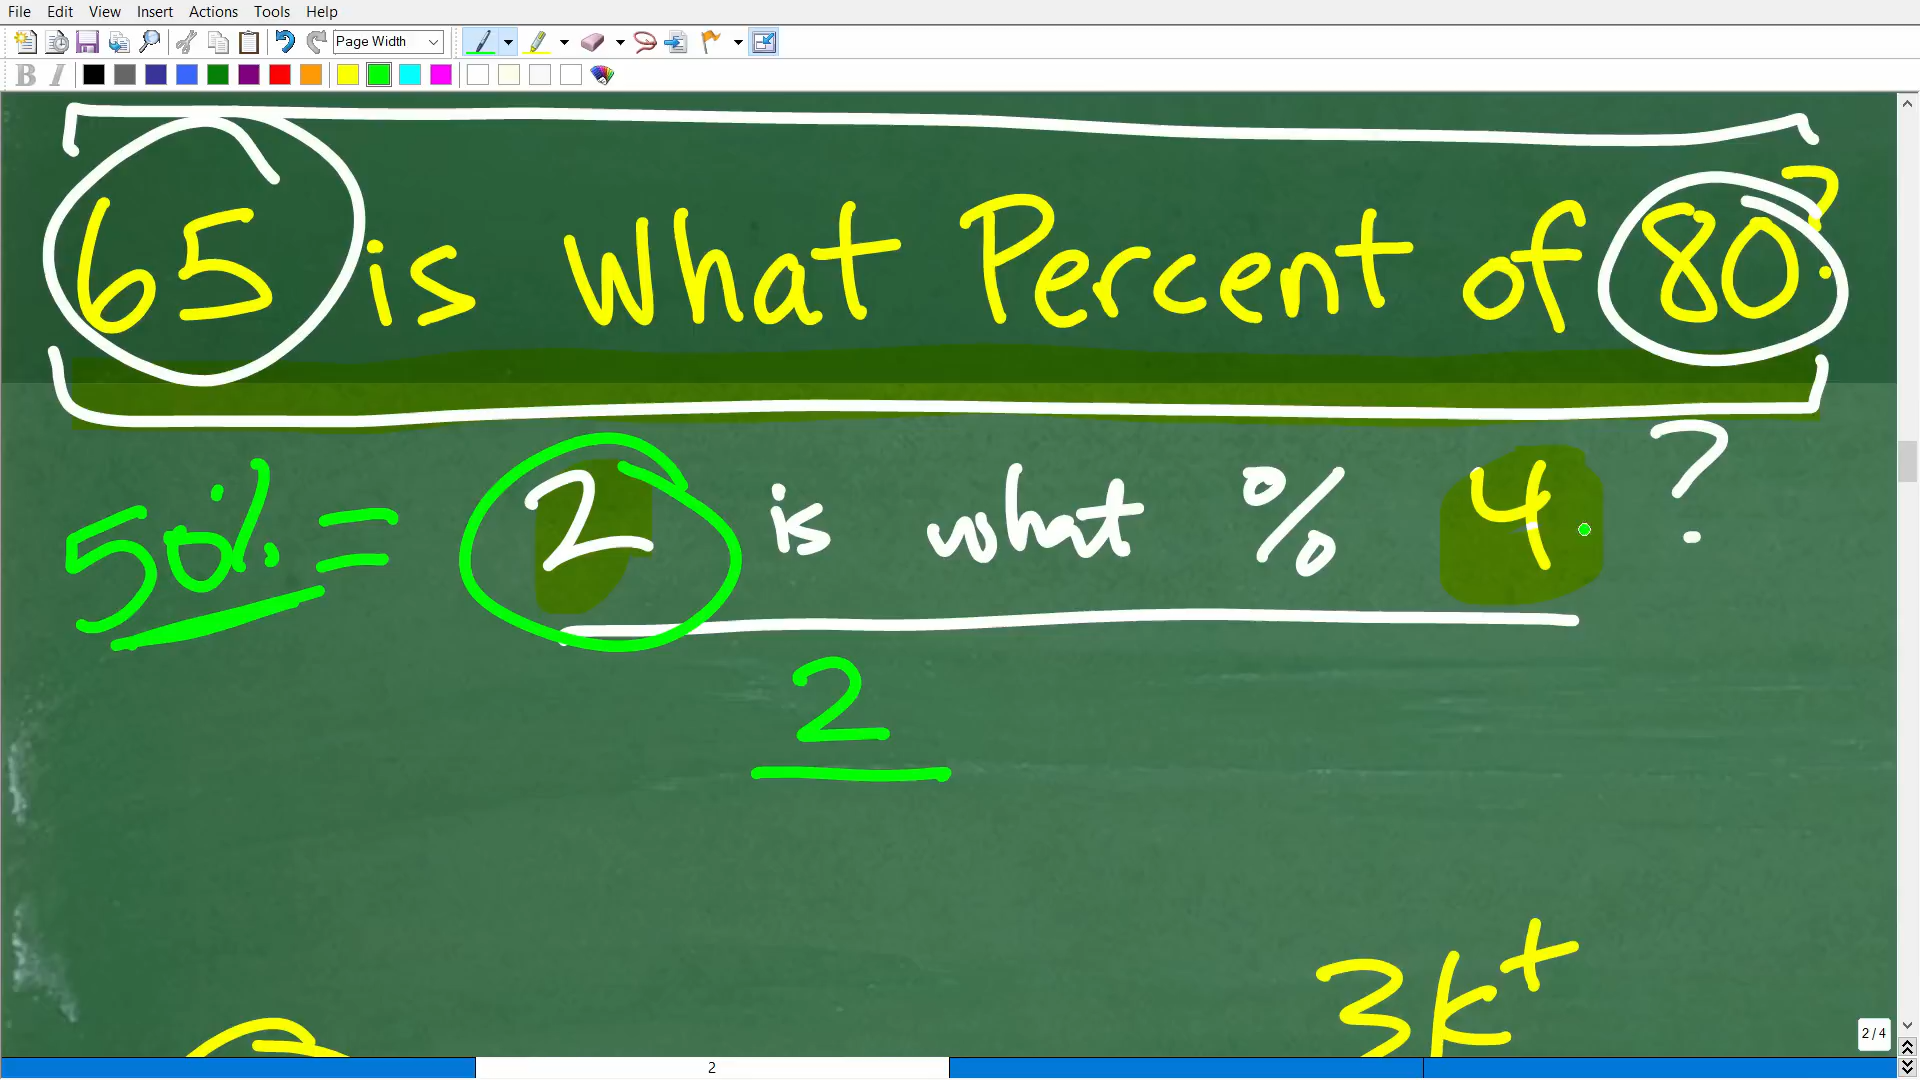 File Edit View Insert Actions Tools Help
Page Width
B I
65 is What Percent of 80?
50% = 2 is what % 4 ?
2
3k+
2/4
2